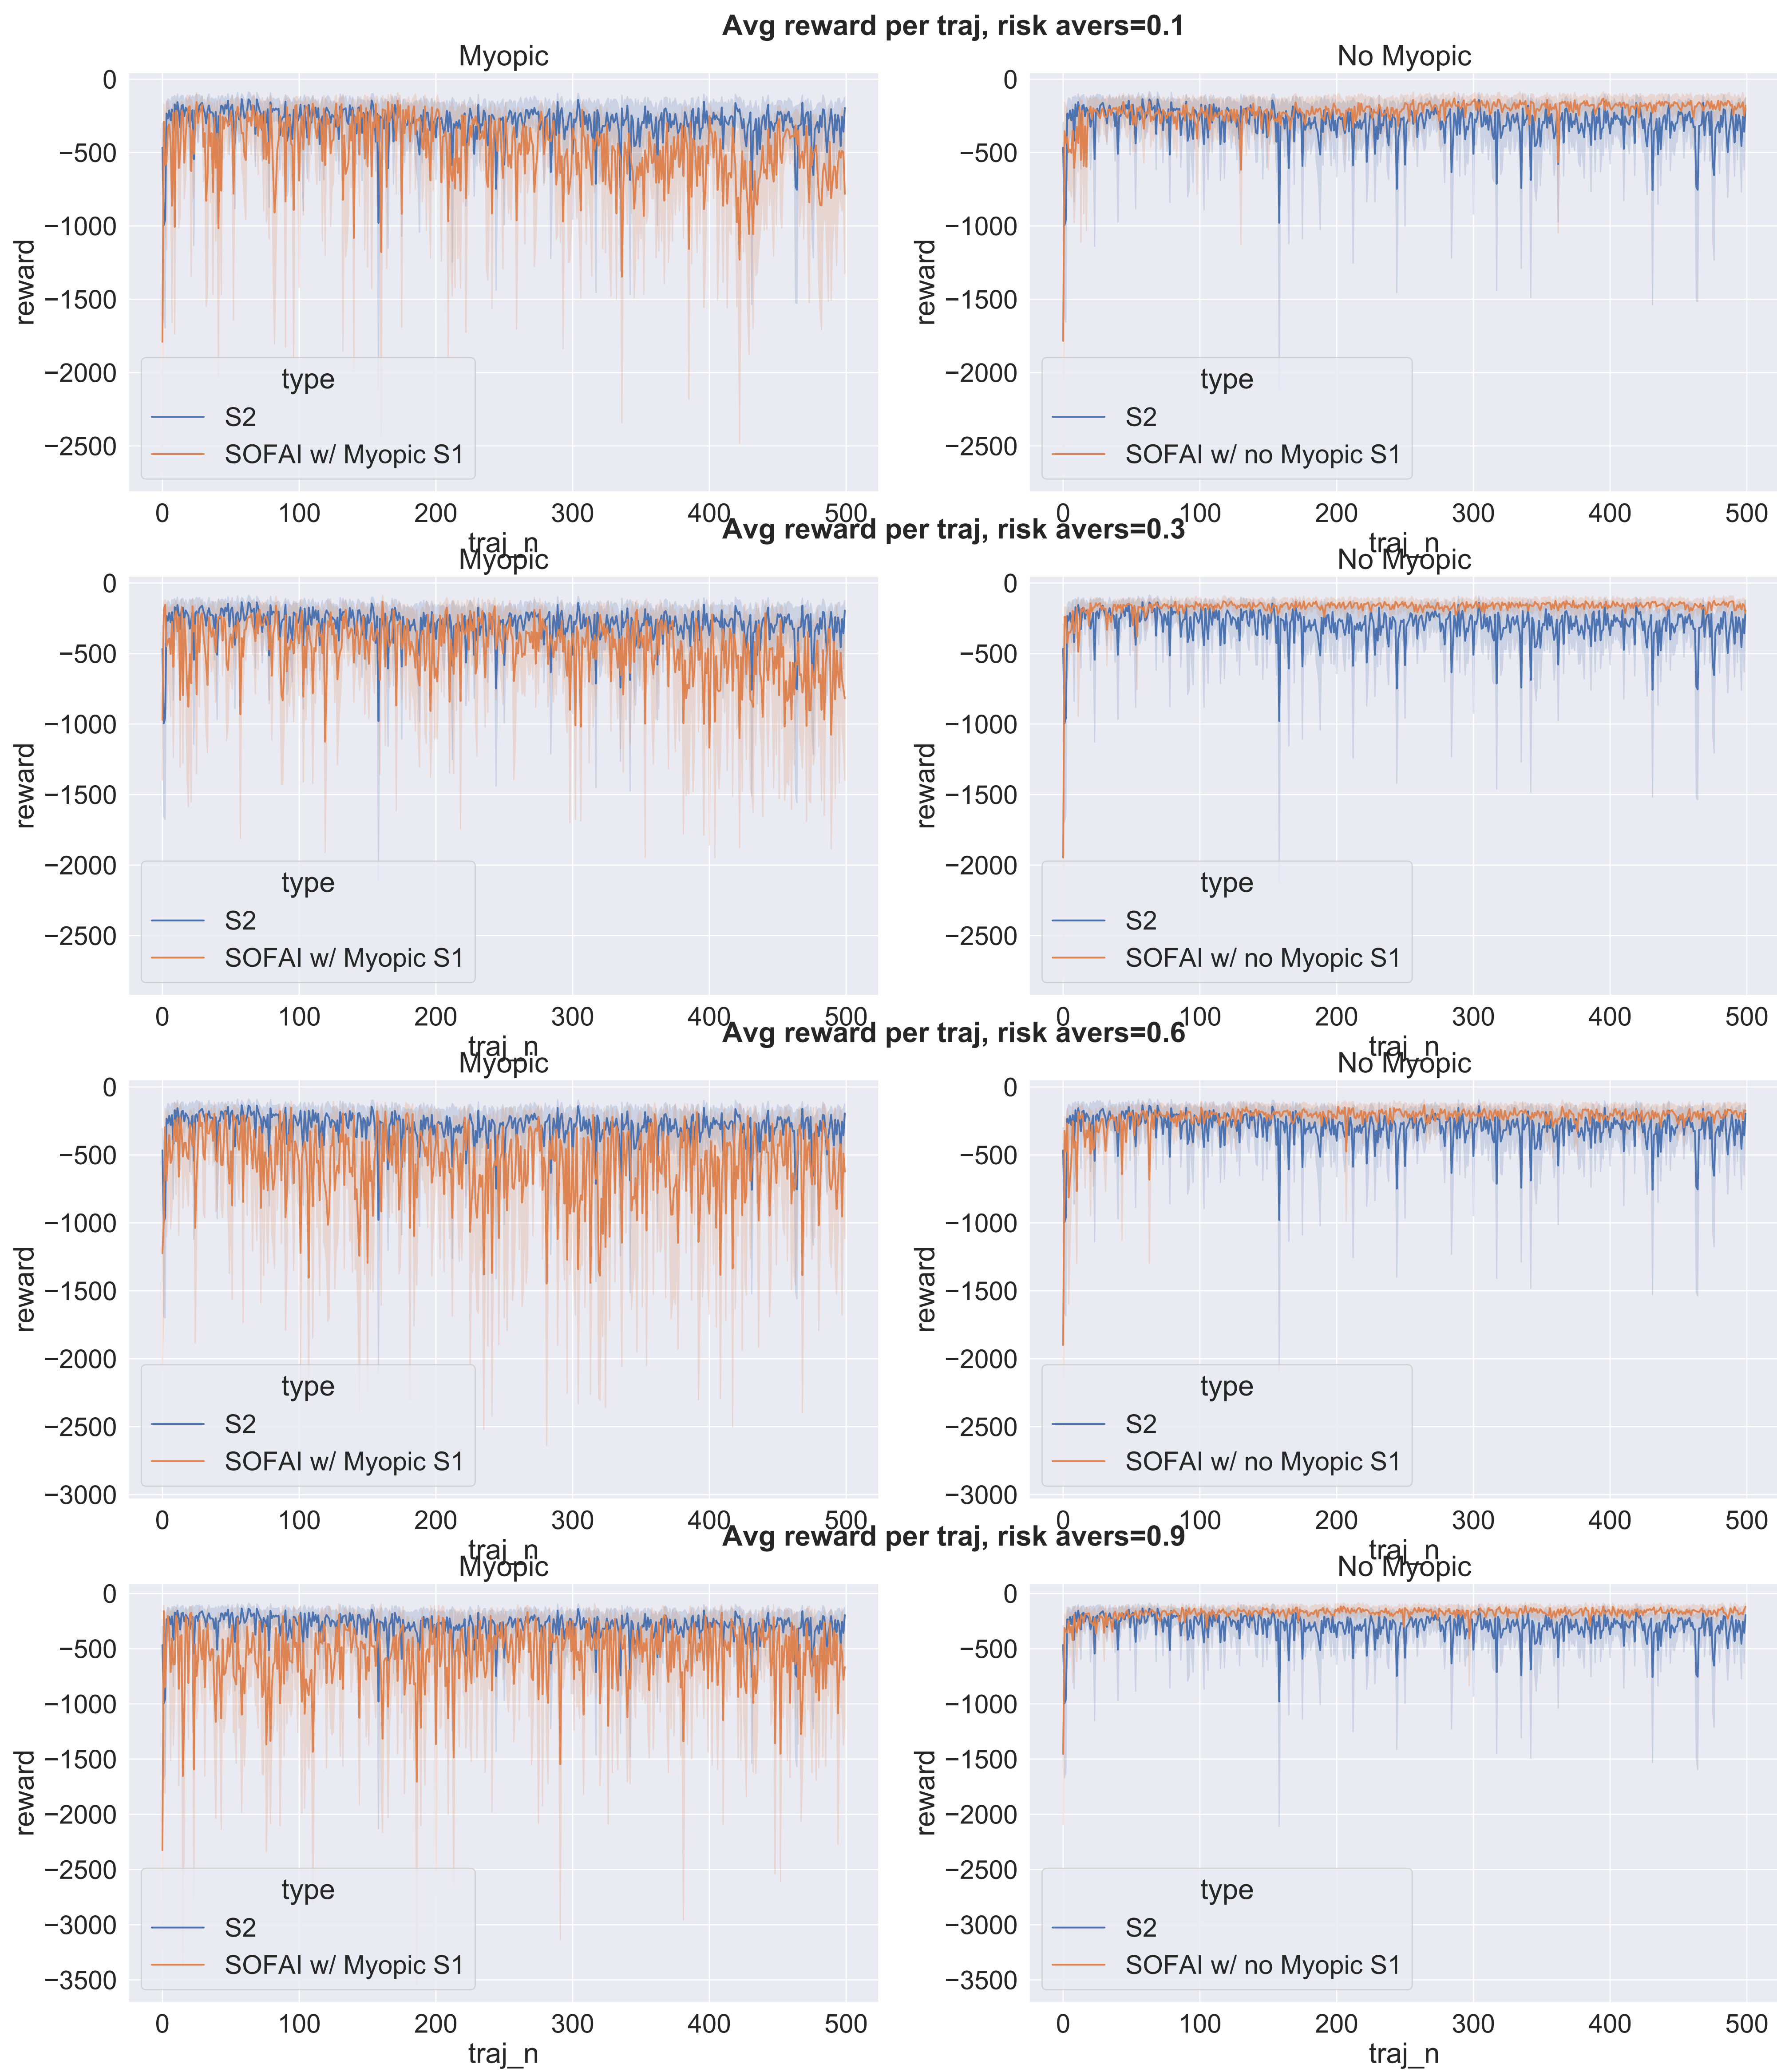 Avg reward per traj, risk avers=0.1
Myopic No Myopic
0 0
−500 −500
−1000 −1000
reward reward
−1500 −1500
−2000 −2000
type type
S2 S2
−2500 −2500
SOFAI w/ Myopic S1 SOFAI w/ no Myopic S1
0 100 200 300 400 500 0 100 200 300 400 500
traj_n traj_n
Avg reward per traj, risk avers=0.3
Myopic No Myopic
0 0
−500 −500
−1000 −1000
reward reward
−1500 −1500
−2000 −2000
type type
S2 S2
−2500 −2500
SOFAI w/ Myopic S1 SOFAI w/ no Myopic S1
0 100 200 300 400 500 0 100 200 300 400 500
traj_n traj_n
Avg reward per traj, risk avers=0.6
Myopic No Myopic
0 0
−500 −500
−1000 −1000
reward reward
−1500 −1500
−2000 −2000
type type
S2 S2
−2500 −2500
SOFAI w/ Myopic S1 SOFAI w/ no Myopic S1
−3000 −3000
0 100 200 300 400 500 0 100 200 300 400 500
traj_n traj_n
Avg reward per traj, risk avers=0.9
Myopic No Myopic
0 0
−500 −500
−1000 −1000
−1500 −1500
reward reward
−2000 −2000
−2500 −2500
type type
−3000 −3000
S2 S2
SOFAI w/ Myopic S1 SOFAI w/ no Myopic S1
−3500 −3500
0 100 200 300 400 500 0 100 200 300 400 500
traj_n traj_n